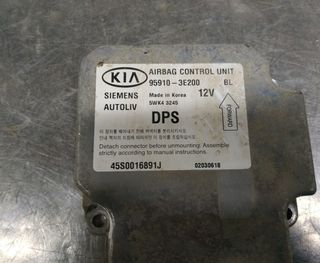 KIA
AIRBAG CONTROL UNIT
95910-3E200 BL
SIEMENS
Made in Korea
12V
AUTOLIV
5WK4 3245
FORWARD
DPS
Detach connector before unmounting. Assemble
strictly according to manual instructions.
45S0016891J
02030618